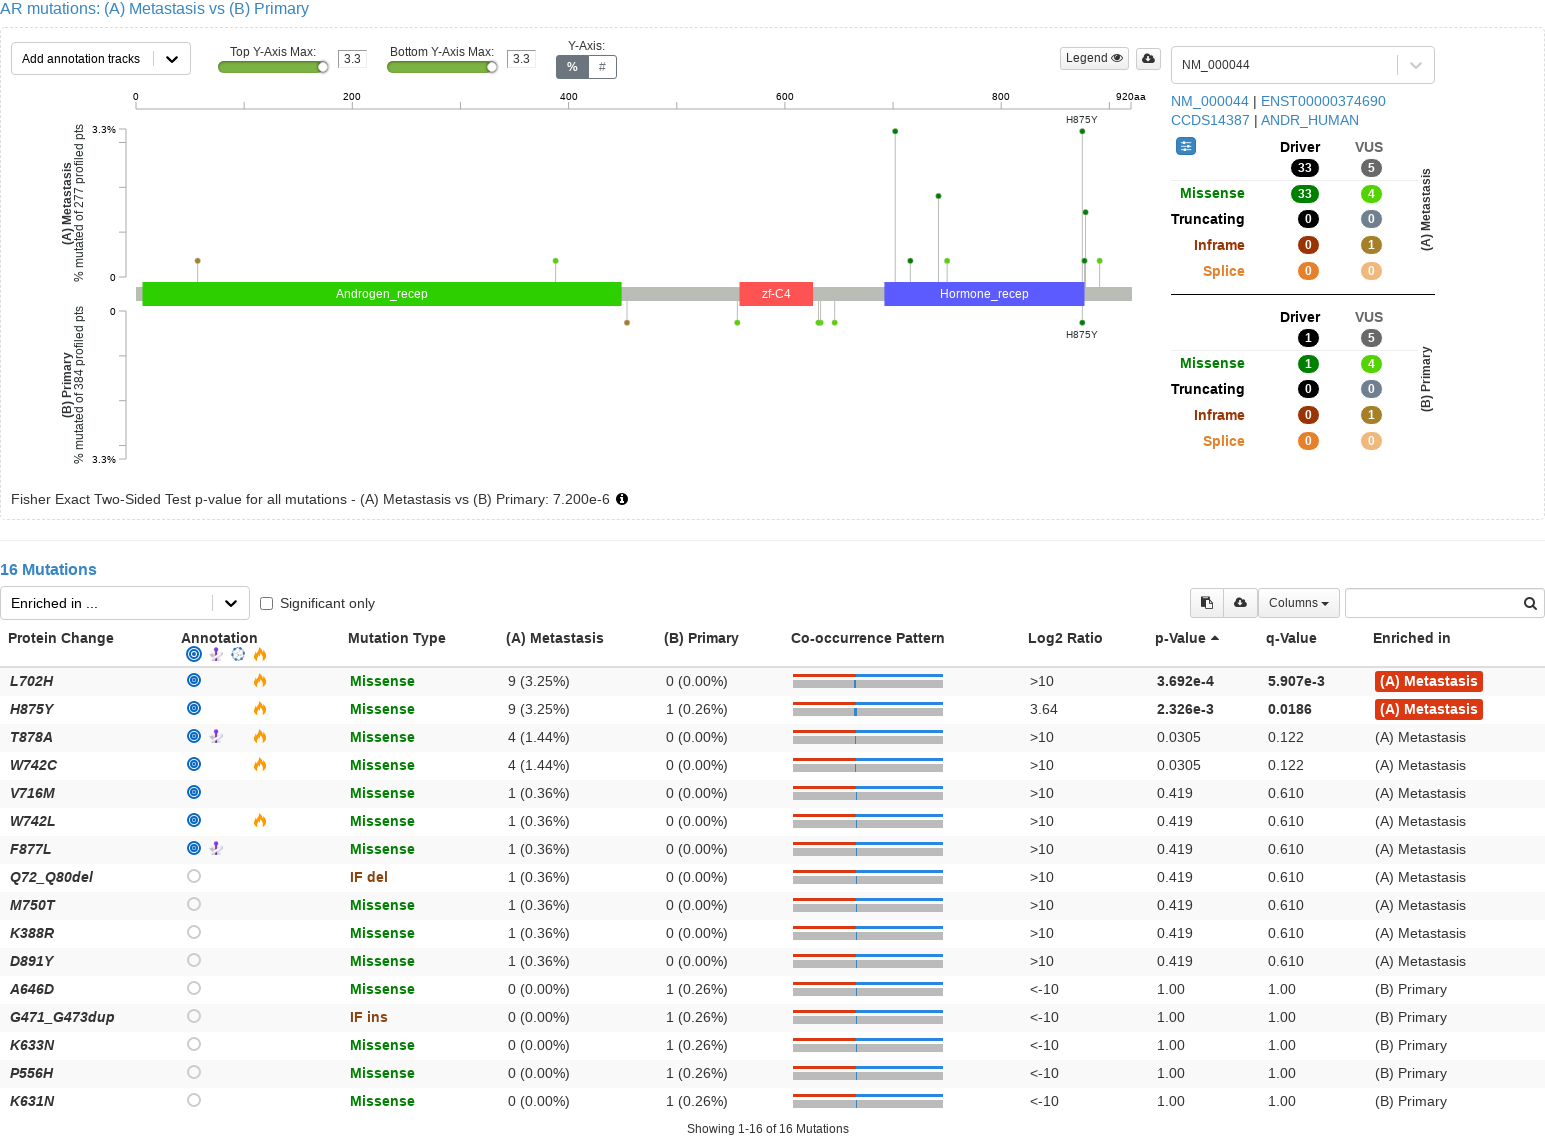 AR mutations: (A) Metastasis vs (B) Primary
Add annotation tracks
Top Y-Axis Max: 3.3
Bottom Y-Axis Max: 3.3
Y-Axis:
% #
Legend
NM_000044
NM_000044 | ENST00000374690
CCDS14387 | ANDR_HUMAN
0 200 400 600 800 920aa
H875Y
3.3%
0
(A) Metastasis
% mutated of 277 profiled pts
Androgen_recep zf-C4 Hormone_recep
H875Y
0
3.3%
(B) Primary
% mutated of 384 profiled pts
Driver VUS
33 5
Missense 33 4
Truncating 0 0
Inframe 0 1
Splice 0 0
(A) Metastasis
Driver VUS
1 5
Missense 1 4
Truncating 0 0
Inframe 0 1
Splice 0 0
(B) Primary
Fisher Exact Two-Sided Test p-value for all mutations - (A) Metastasis vs (B) Primary: 7.200e-6
16 Mutations
Enriched in ...
Significant only
Columns
Protein Change Annotation Mutation Type (A) Metastasis (B) Primary Co-occurrence Pattern Log2 Ratio p-Value q-Value Enriched in
L702H Missense 9 (3.25%) 0 (0.00%) >10 3.692e-4 5.907e-3 (A) Metastasis
H875Y Missense 9 (3.25%) 1 (0.26%) 3.64 2.326e-3 0.0186 (A) Metastasis
T878A Missense 4 (1.44%) 0 (0.00%) >10 0.0305 0.122 (A) Metastasis
W742C Missense 4 (1.44%) 0 (0.00%) >10 0.0305 0.122 (A) Metastasis
V716M Missense 1 (0.36%) 0 (0.00%) >10 0.419 0.610 (A) Metastasis
W742L Missense 1 (0.36%) 0 (0.00%) >10 0.419 0.610 (A) Metastasis
F877L Missense 1 (0.36%) 0 (0.00%) >10 0.419 0.610 (A) Metastasis
Q72_Q80del IF del 1 (0.36%) 0 (0.00%) >10 0.419 0.610 (A) Metastasis
M750T Missense 1 (0.36%) 0 (0.00%) >10 0.419 0.610 (A) Metastasis
K388R Missense 1 (0.36%) 0 (0.00%) >10 0.419 0.610 (A) Metastasis
D891Y Missense 1 (0.36%) 0 (0.00%) >10 0.419 0.610 (A) Metastasis
A646D Missense 0 (0.00%) 1 (0.26%) <-10 1.00 1.00 (B) Primary
G471_G473dup IF ins 0 (0.00%) 1 (0.26%) <-10 1.00 1.00 (B) Primary
K633N Missense 0 (0.00%) 1 (0.26%) <-10 1.00 1.00 (B) Primary
P556H Missense 0 (0.00%) 1 (0.26%) <-10 1.00 1.00 (B) Primary
K631N Missense 0 (0.00%) 1 (0.26%) <-10 1.00 1.00 (B) Primary
Showing 1-16 of 16 Mutations